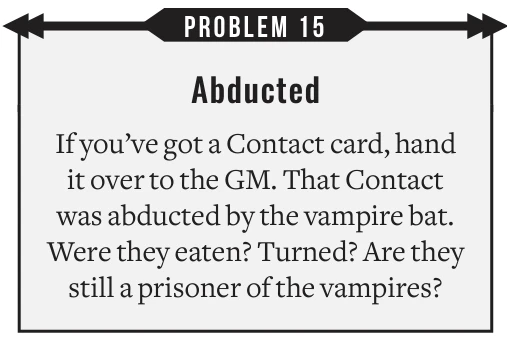 PROBLEM 15
Abducted
If you’ve got a Contact card, hand
it over to the GM. That Contact
was abducted by the vampire bat.
Were they eaten? Turned? Are they
still a prisoner of the vampires?